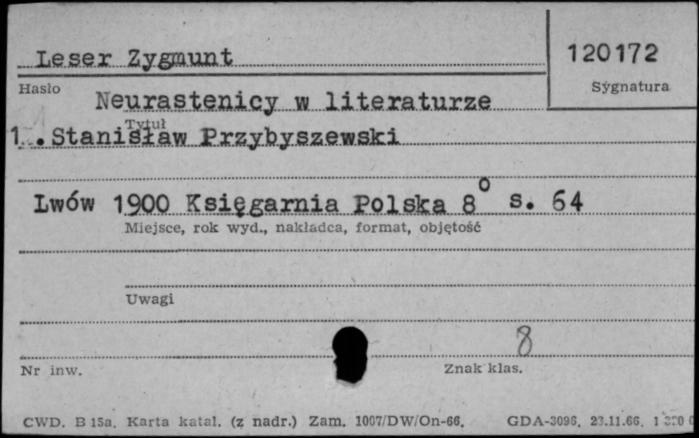 Leser Zygmunt
120172
Hasło
Sygnatura
Neurastenicy w literaturze
Tytuł
1. Stanisław Przybyszewski
Lwów 1900 Księgarnia Polska 8° s. 64
Miejsce, rok wyd., nakładca, format, objętość
Uwagi
8
Nr inw.
Znak klas.
CWD. B 15a. Karta katal. (z nadr.) Zam. 1007/DW/On-66. GDA-3096. 23.11.66.